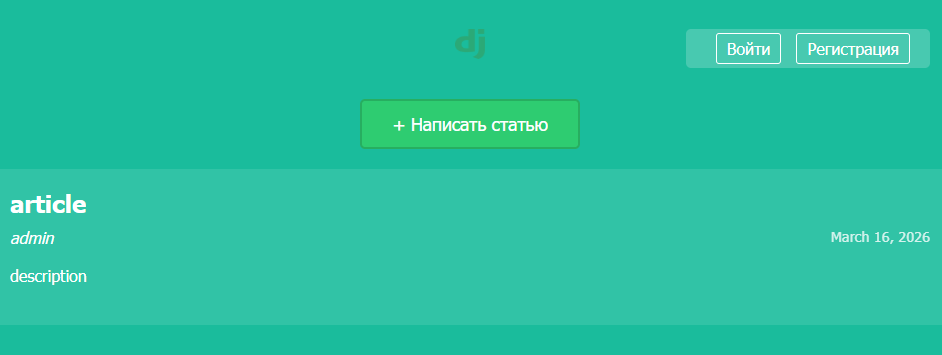 dj
Войти Регистрация
+ Написать статью
article
admin March 16, 2026
description